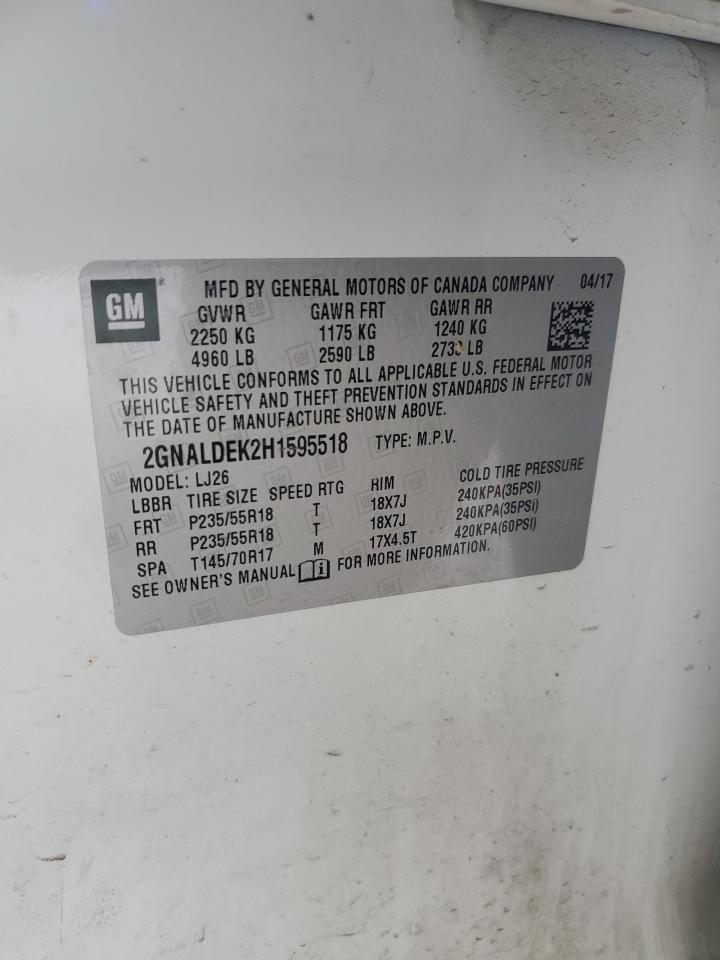 GM
MFD BY GENERAL MOTORS OF CANADA COMPANY 04/17
GVWR GAWR FRT GAWR RR
2250 KG 1175 KG 1240 KG
4960 LB 2590 LB 2733 LB
THIS VEHICLE CONFORMS TO ALL APPLICABLE U.S. FEDERAL MOTOR
VEHICLE SAFETY AND THEFT PREVENTION STANDARDS IN EFFECT ON
THE DATE OF MANUFACTURE SHOWN ABOVE.
2GNALDEK2H1595518 TYPE: M.P.V.
MODEL: LJ26
LBBR TIRE SIZE SPEED RTG RIM COLD TIRE PRESSURE
FRT P235/55R18 T 18X7J 240KPA(35PSI)
RR P235/55R18 T 18X7J 240KPA(35PSI)
SPA T145/70R17 M 17X4.5T 420KPA(60PSI)
SEE OWNER'S MANUAL FOR MORE INFORMATION.